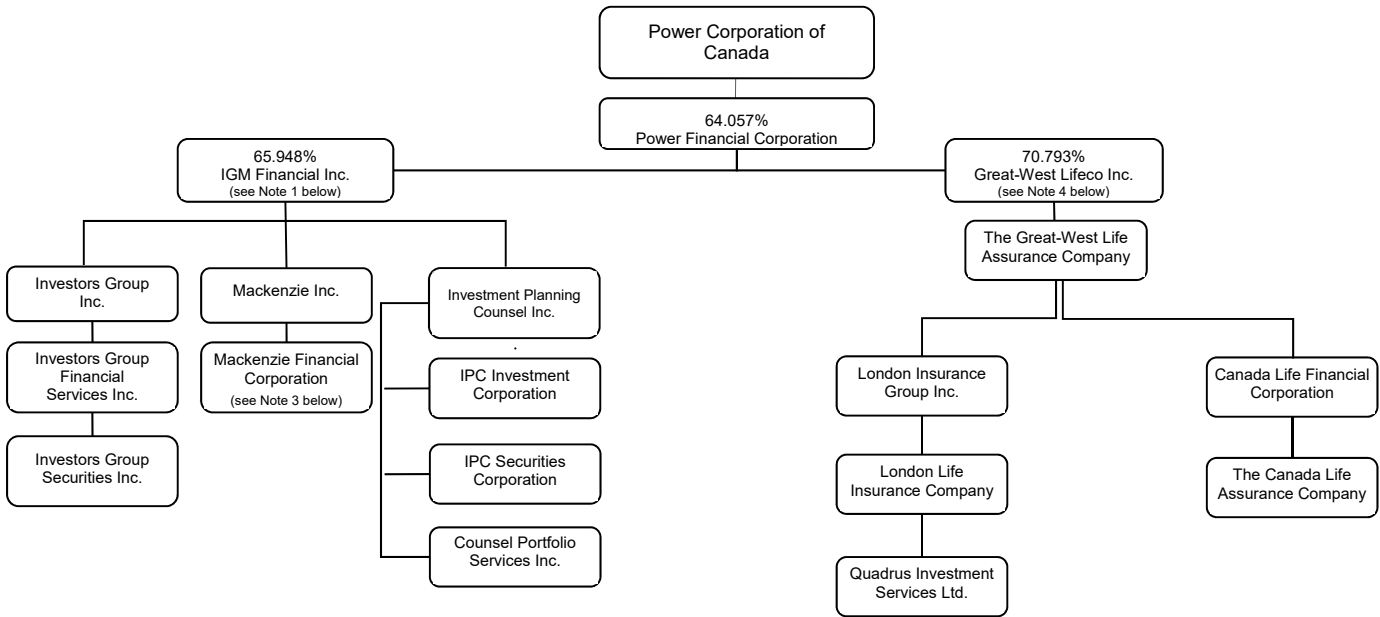 Power Corporation of
Canada
64.057%
Power Financial Corporation
65.948%
IGM Financial Inc.
(see Note 1 below)
70.793%
Great-West Lifeco Inc.
(see Note 4 below)
The Great-West Life
Assurance Company
Investors Group
Inc.
Mackenzie Inc.
Investment Planning
Counsel Inc.
Investors Group
Financial
Services Inc.
Mackenzie Financial
Corporation
(see Note 3 below)
IPC Investment
Corporation
London Insurance
Group Inc.
Canada Life Financial
Corporation
Investors Group
Securities Inc.
IPC Securities
Corporation
London Life
Insurance Company
The Canada Life
Assurance Company
Counsel Portfolio
Services Inc.
Quadrus Investment
Services Ltd.